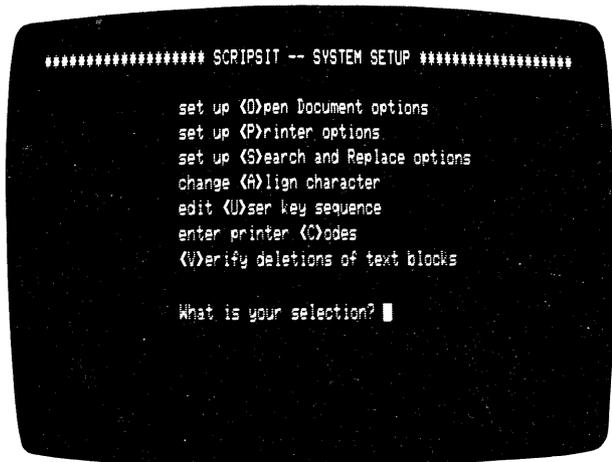 ******************* SCRIPSIT -- SYSTEM SETUP ******************
set up <O>pen Document options
set up <P>rinter options
set up <S>earch and Replace options
change <A>lign character
edit <U>ser key sequence
enter printer <C>odes
<V>erify deletions of text blocks
What is your selection?